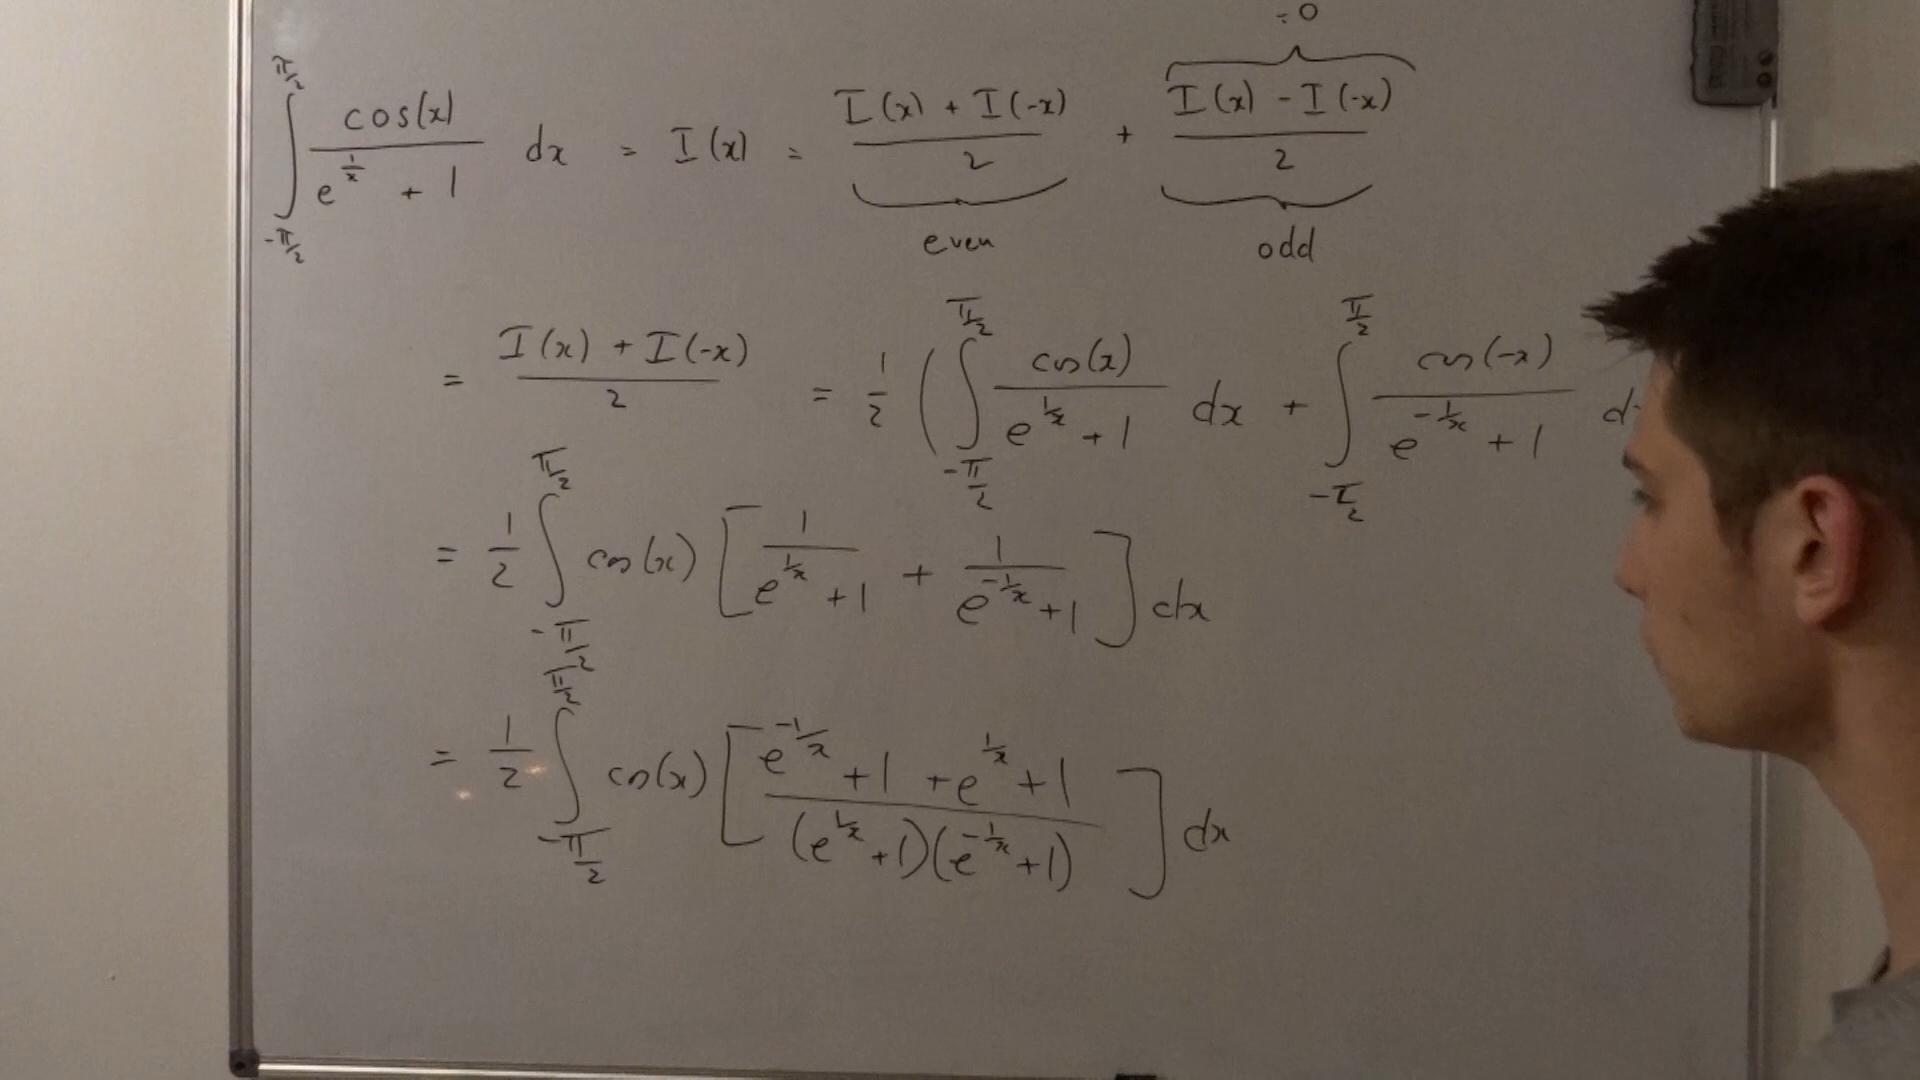 = 0
∫_{-π/2}^{π/2} cos(x) / (e^{1/x} + 1) dx = I(x) = (I(x) + I(-x)) / 2 + (I(x) - I(-x)) / 2
even odd
= (I(x) + I(-x)) / 2 = 1/2 ( ∫_{-π/2}^{π/2} cos(x) / (e^{1/x} + 1) dx + ∫_{-π/2}^{π/2} cos(-x) / (e^{-1/x} + 1) d
= 1/2 ∫_{-π/2}^{π/2} cos(x) [ 1 / (e^{1/x} + 1) + 1 / (e^{-1/x} + 1) ] dx
= 1/2 ∫_{-π/2}^{π/2} cos(x) [ (e^{-1/x} + 1 + e^{1/x} + 1) / ((e^{1/x} + 1)(e^{-1/x} + 1)) ] dx